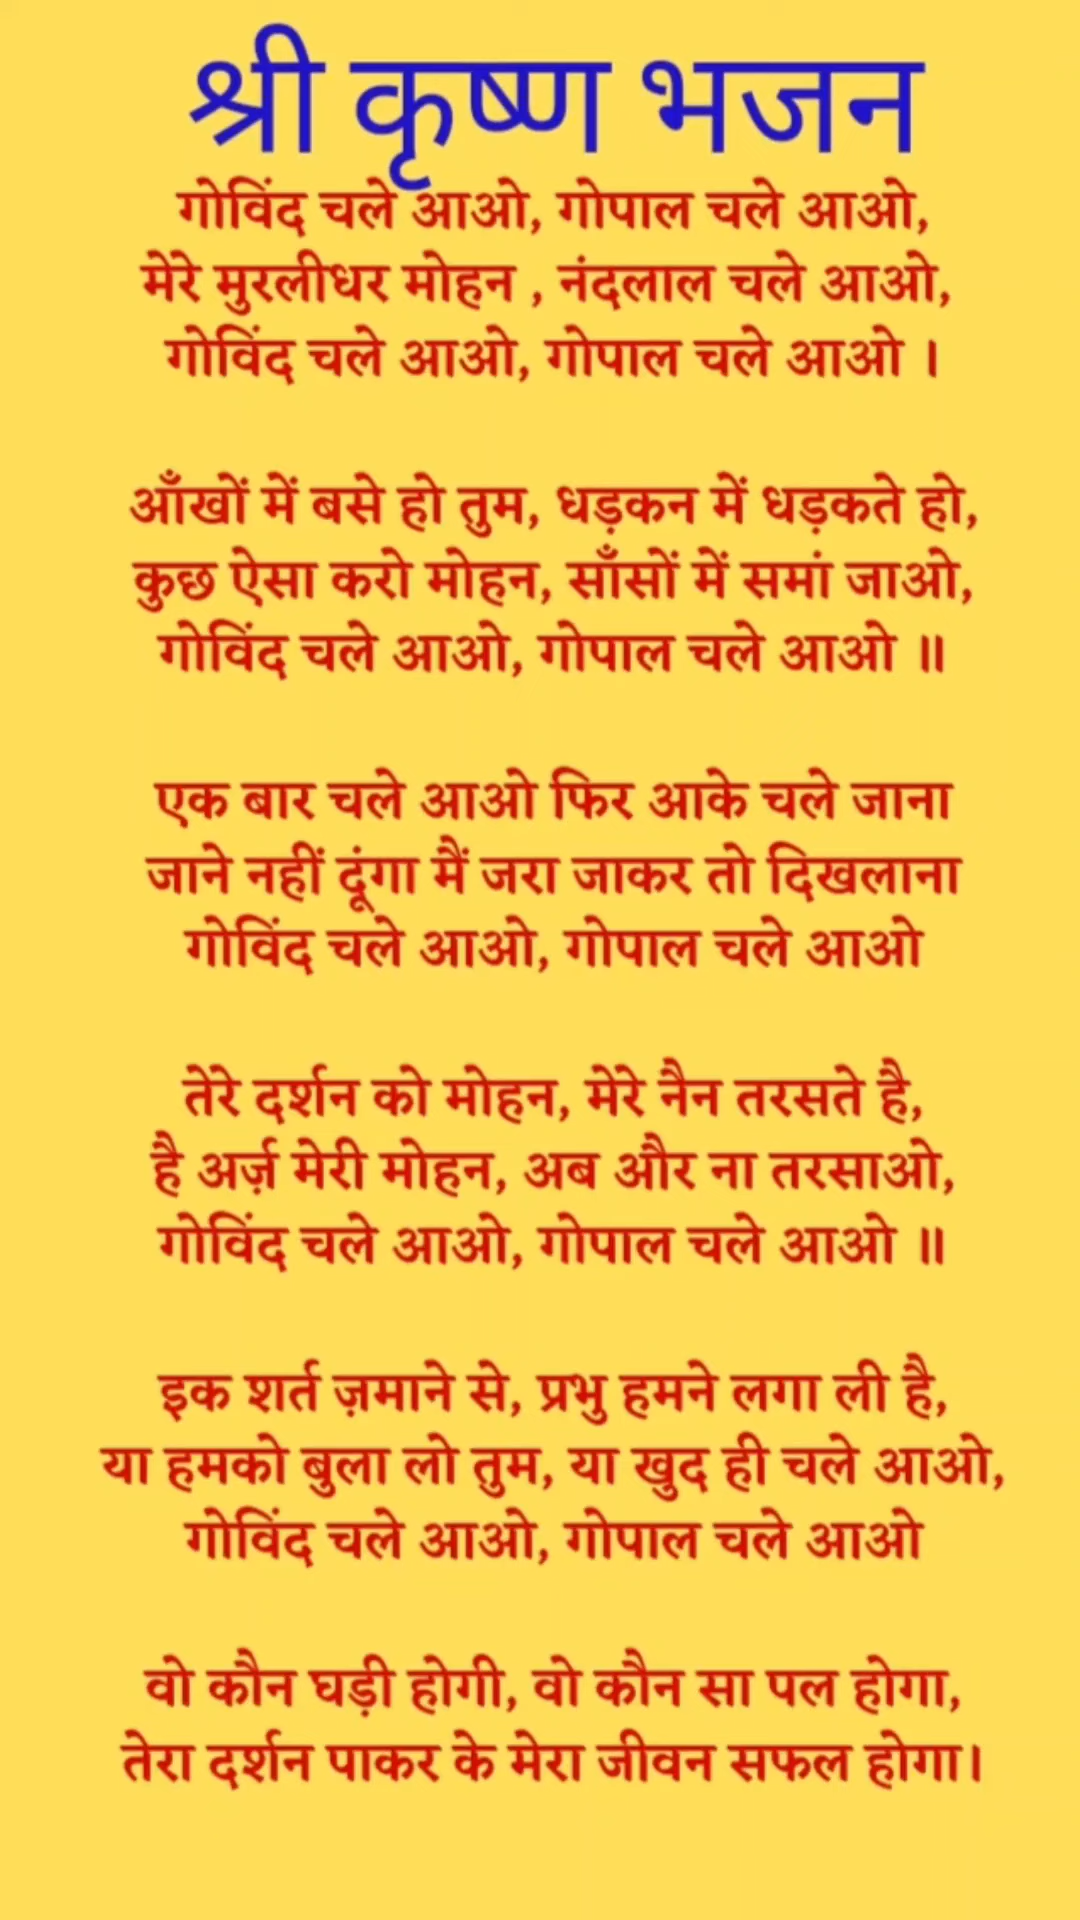 श्री कृष्ण भजन
गोविंद चले आओ, गोपाल चले आओ,
मेरे मुरलीधर मोहन , नंदलाल चले आओ,
गोविंद चले आओ, गोपाल चले आओ ।
आँखों में बसे हो तुम, धड़कन में धड़कते हो,
कुछ ऐसा करो मोहन, साँसों में समां जाओ,
गोविंद चले आओ, गोपाल चले आओ ॥
एक बार चले आओ फिर आके चले जाना
जाने नहीं दूंगा मैं जरा जाकर तो दिखलाना
गोविंद चले आओ, गोपाल चले आओ
तेरे दर्शन को मोहन, मेरे नैन तरसते है,
है अर्ज़ मेरी मोहन, अब और ना तरसाओ,
गोविंद चले आओ, गोपाल चले आओ ॥
इक शर्त ज़माने से, प्रभु हमने लगा ली है,
या हमको बुला लो तुम, या खुद ही चले आओ,
गोविंद चले आओ, गोपाल चले आओ
वो कौन घड़ी होगी, वो कौन सा पल होगा,
तेरा दर्शन पाकर के मेरा जीवन सफल होगा।